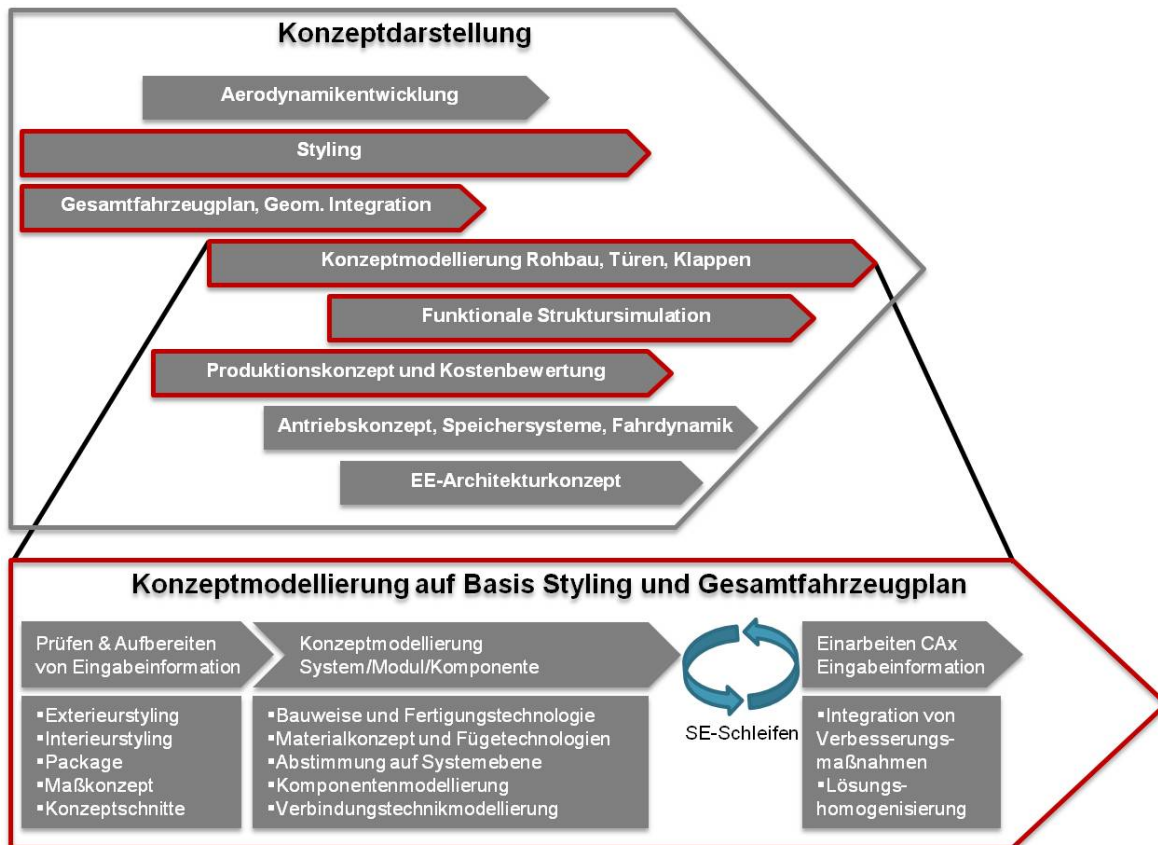 Konzeptdarstellung
Aerodynamikentwicklung
Styling
Gesamtfahrzeugplan, Geom. Integration
Konzeptmodellierung Rohbau, Türen, Klappen
Funktionale Struktursimulation
Produktionskonzept und Kostenbewertung
Antriebskonzept, Speichersysteme, Fahrdynamik
EE-Architekturkonzept
Konzeptmodellierung auf Basis Styling und Gesamtfahrzeugplan
Prüfen & Aufbereiten
von Eingabeinformation
▪Exterieurstyling
▪Interieurstyling
▪Package
▪Maßkonzept
▪Konzeptschnitte
Konzeptmodellierung
System/Modul/Komponente
▪Bauweise und Fertigungstechnologie
▪Materialkonzept und Fügetechnologien
▪Abstimmung auf Systemebene
▪Komponentenmodellierung
▪Verbindungstechnikmodellierung
SE-Schleifen
Einarbeiten CAx
Eingabeinformation
▪Integration von
Verbesserungs-
maßnahmen
▪Lösungs-
homogenisierung